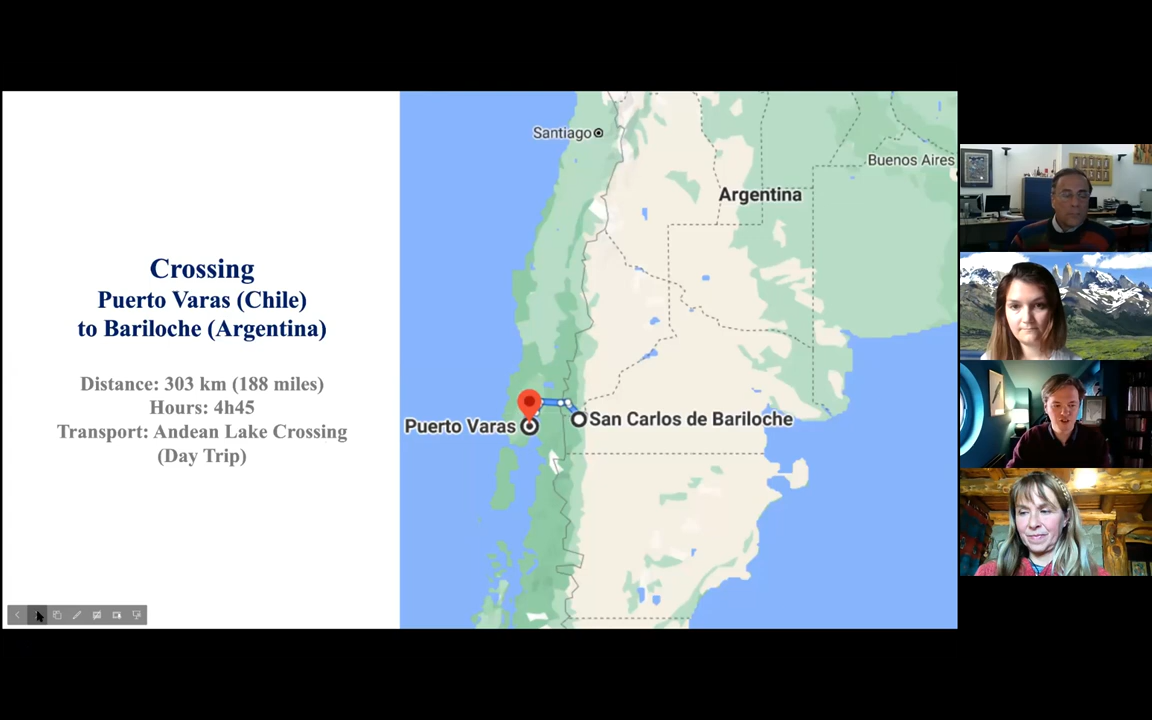 Crossing
Puerto Varas (Chile)
to Bariloche (Argentina)
Distance: 303 km (188 miles)
Hours: 4h45
Transport: Andean Lake Crossing
(Day Trip)
Santiago
Buenos Aires
Argentina
Puerto Varas
San Carlos de Bariloche